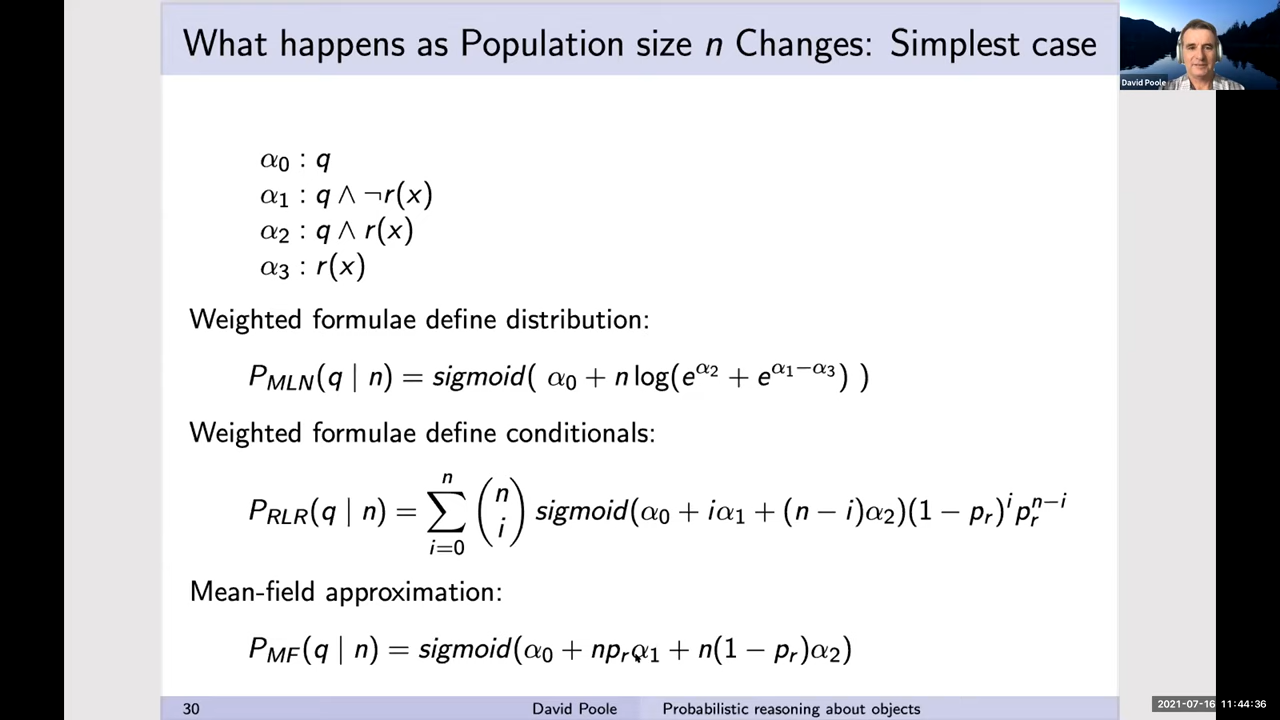 What happens as Population size n Changes: Simplest case
David Poole
α₀ : q
α₁ : q ∧ ¬r(x)
α₂ : q ∧ r(x)
α₃ : r(x)
Weighted formulae define distribution:
P_MLN(q | n) = sigmoid( α₀ + n log(e^α₂ + e^(α₁−α₃)) )
Weighted formulae define conditionals:
P_RLR(q | n) = ∑_{i=0}^{n} (n i) sigmoid(α₀ + iα₁ + (n − i)α₂)(1 − p_r)^i p_r^{n−i}
Mean-field approximation:
P_MF(q | n) = sigmoid(α₀ + np_rα₁ + n(1 − p_r)α₂)
30 David Poole Probabilistic reasoning about objects
2021-07-16 11:44:36